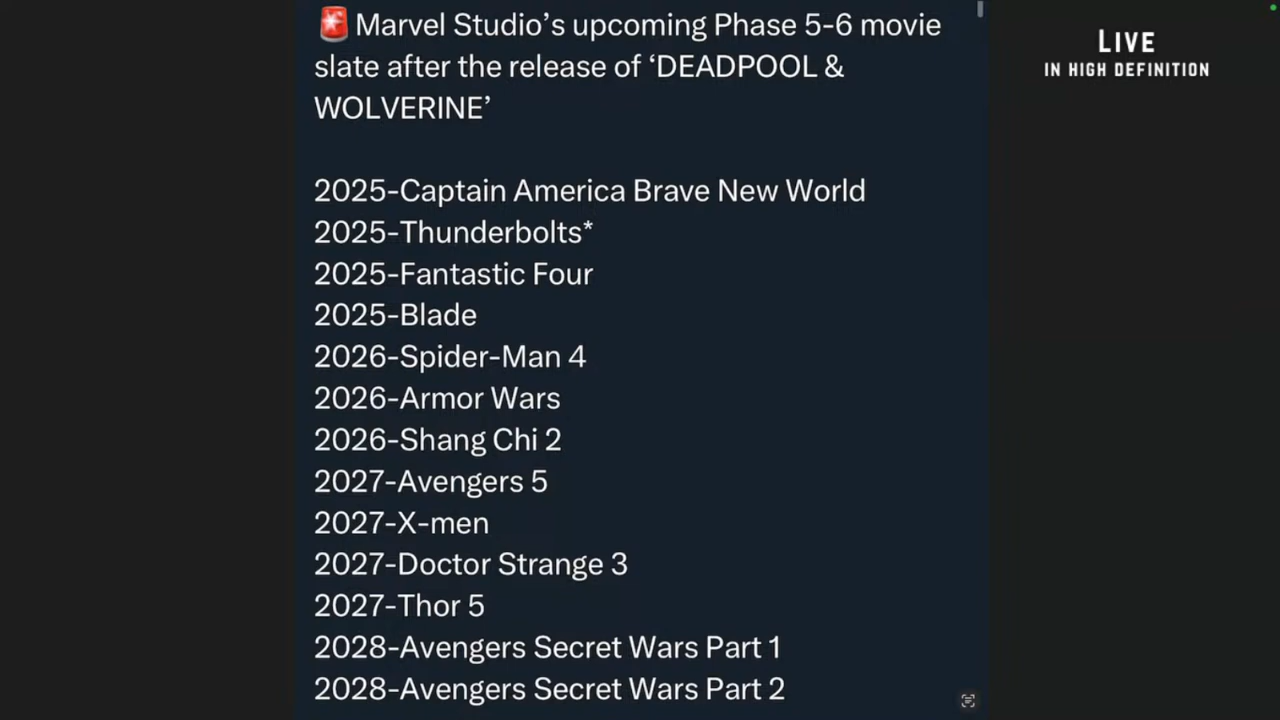 🚨Marvel Studio’s upcoming Phase 5-6 movie
slate after the release of ‘DEADPOOL &
WOLVERINE’
2025-Captain America Brave New World
2025-Thunderbolts*
2025-Fantastic Four
2025-Blade
2026-Spider-Man 4
2026-Armor Wars
2026-Shang Chi 2
2027-Avengers 5
2027-X-men
2027-Doctor Strange 3
2027-Thor 5
2028-Avengers Secret Wars Part 1
2028-Avengers Secret Wars Part 2
LIVE
IN HIGH DEFINITION